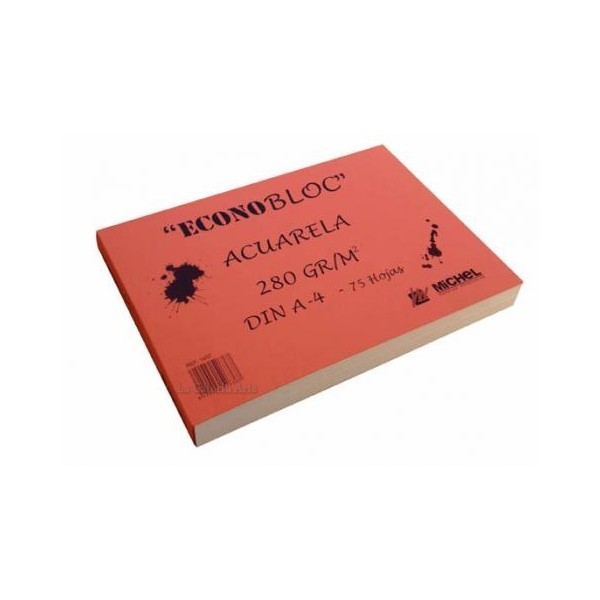 "ECONOBLOC"
ACUARELA
280 GR/M²
DIN A-4 - 75 Hojas
MICHEL